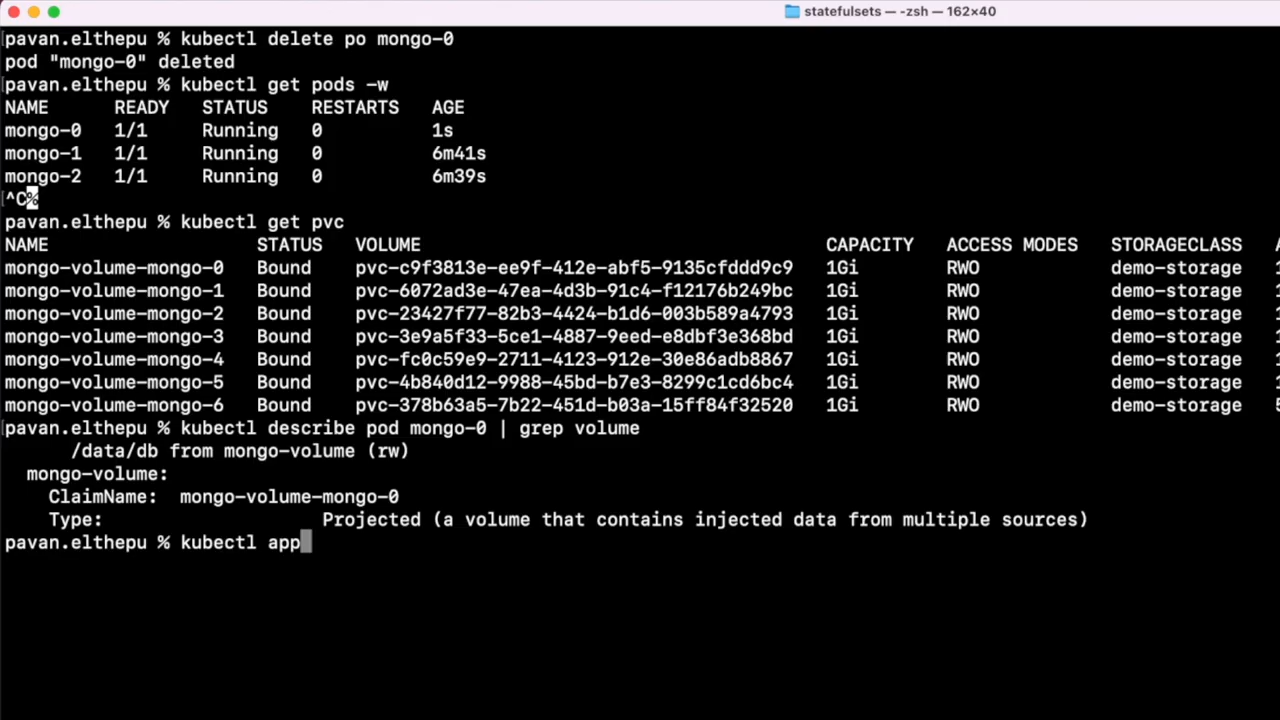 statefulsets — -zsh — 162×40
pavan.elthepu % kubectl delete po mongo-0
pod "mongo-0" deleted
pavan.elthepu % kubectl get pods -w
NAME READY STATUS RESTARTS AGE
mongo-0 1/1 Running 0 1s
mongo-1 1/1 Running 0 6m41s
mongo-2 1/1 Running 0 6m39s
^C%
pavan.elthepu % kubectl get pvc
NAME STATUS VOLUME CAPACITY ACCESS MODES STORAGECLASS
mongo-volume-mongo-0 Bound pvc-c9f3813e-ee9f-412e-abf5-9135cfddd9c9 1Gi RWO demo-storage
mongo-volume-mongo-1 Bound pvc-6072ad3e-47ea-4d3b-91c4-f12176b249bc 1Gi RWO demo-storage
mongo-volume-mongo-2 Bound pvc-23427f77-82b3-4424-b1d6-003b589a4793 1Gi RWO demo-storage
mongo-volume-mongo-3 Bound pvc-3e9a5f33-5ce1-4887-9eed-e8dbf3e368bd 1Gi RWO demo-storage
mongo-volume-mongo-4 Bound pvc-fc0c59e9-2711-4123-912e-30e86adb8867 1Gi RWO demo-storage
mongo-volume-mongo-5 Bound pvc-4b840d12-9988-45bd-b7e3-8299c1cd6bc4 1Gi RWO demo-storage
mongo-volume-mongo-6 Bound pvc-378b63a5-7b22-451d-b03a-15ff84f32520 1Gi RWO demo-storage
pavan.elthepu % kubectl describe pod mongo-0 | grep volume
/data/db from mongo-volume (rw)
mongo-volume:
ClaimName: mongo-volume-mongo-0
Type: Projected (a volume that contains injected data from multiple sources)
pavan.elthepu % kubectl app